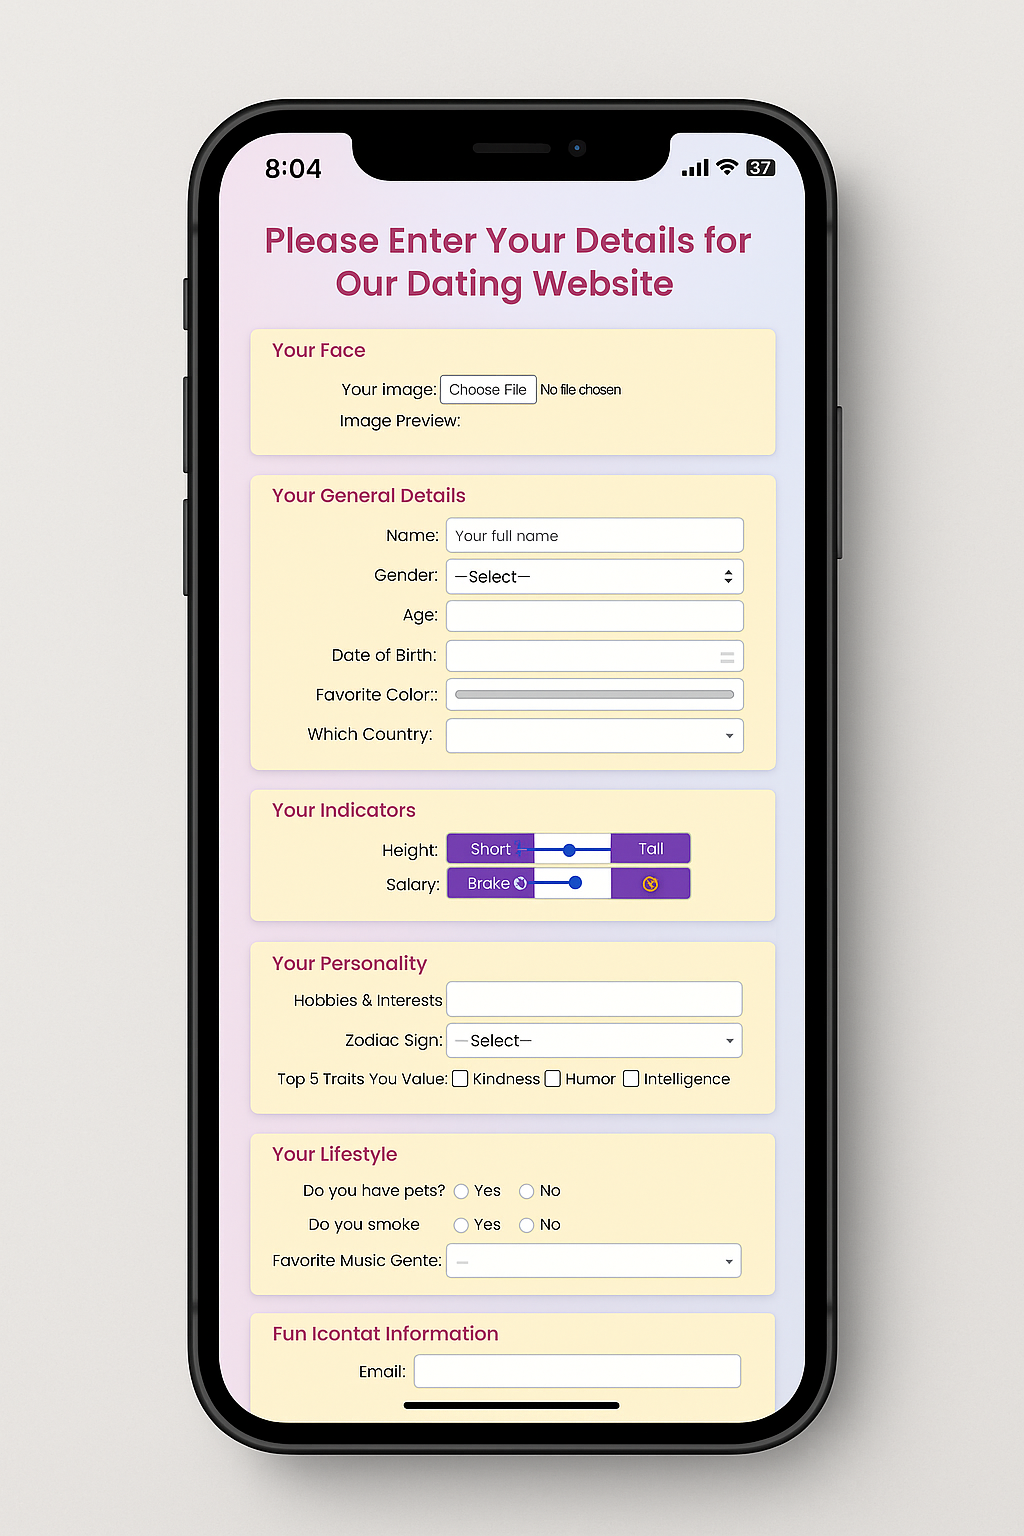 8:04
37
Please Enter Your Details for
Our Dating Website
Your Face
Your image: Choose File No file chosen
Image Preview:
Your General Details
Name: Your full name
Gender: —Select—
Age:
Date of Birth:
Favorite Color::
Which Country:
Your Indicators
Height: Short Tall
Salary: Brake
Your Personality
Hobbies & Interests
Zodiac Sign: —Select—
Top 5 Traits You Value: Kindness Humor Intelligence
Your Lifestyle
Do you have pets? Yes No
Do you smoke Yes No
Favorite Music Gente: —
Fun Icontat Information
Email: